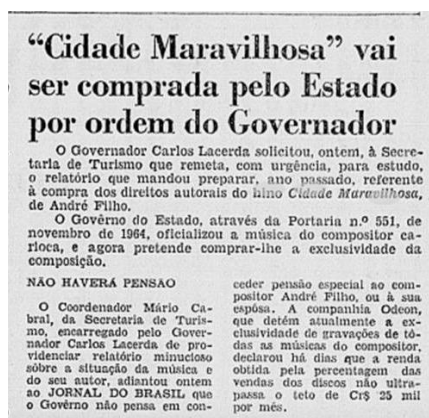 “Cidade Maravilhosa” vai
ser comprada pelo Estado
por ordem do Governador
O Governador Carlos Lacerda solicitou, ontem, à Secre-
taria de Turismo que remeta, com urgência, para estudo,
o relatório que mandou preparar, ano passado, referente
à compra dos direitos autorais do hino Cidade Maravilhosa,
de André Filho.
O Govêrno do Estado, através da Portaria n.º 551, de
novembro de 1964, oficializou a música do compositor ca-
rioca, e agora pretende comprar-lhe a exclusividade da
composição.
NÃO HAVERÁ PENSÃO
O Coordenador Mário Ca-
bral, da Secretaria de Turis-
mo, encarregado pelo Gover-
nador Carlos Lacerda de pro-
videnciar relatório minucioso
sôbre a situação da música e
do seu autor, adiantou ontem
ao JORNAL DO BRASIL que
o Govêrno não pensa em con-
ceder pensão especial ao com-
positor André Filho, ou à sua
espôsa. A companhia Odeon,
que detém atualmente a ex-
clusividade de gravações de tô-
das as músicas do compositor,
declarou há dias que a renda
obtida pela percentagem das
vendas dos discos não ultra-
passa o teto de Cr$ 25 mil
por mês.